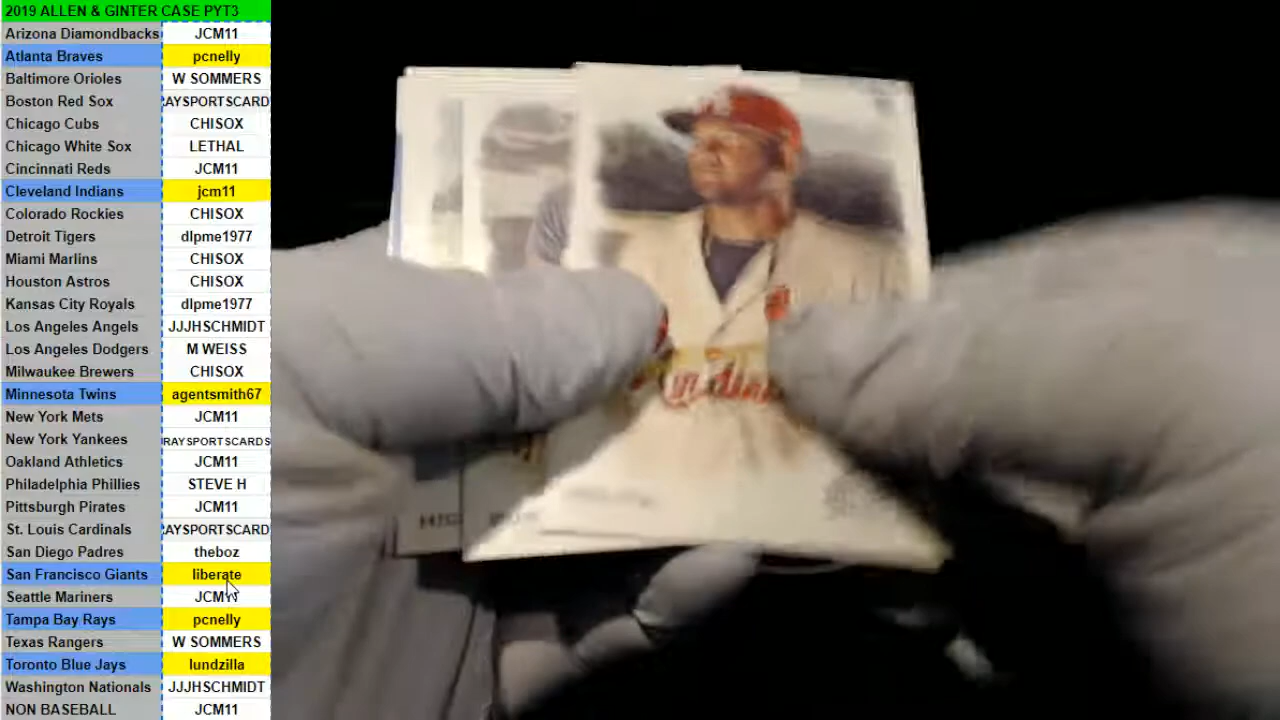 2019 ALLEN & GINTER CASE PYT3
Arizona Diamondbacks JCM11
Atlanta Braves pcnelly
Baltimore Orioles W SOMMERS
Boston Red Sox RAYSPORTSCARD
Chicago Cubs CHISOX
Chicago White Sox LETHAL
Cincinnati Reds JCM11
Cleveland Indians jcm11
Colorado Rockies CHISOX
Detroit Tigers dlpme1977
Miami Marlins CHISOX
Houston Astros CHISOX
Kansas City Royals dlpme1977
Los Angeles Angels JJJHSCHMIDT
Los Angeles Dodgers M WEISS
Milwaukee Brewers CHISOX
Minnesota Twins agentsmith67
New York Mets JCM11
New York Yankees RAYSPORTSCARDS
Oakland Athletics JCM11
Philadelphia Phillies STEVE H
Pittsburgh Pirates JCM11
St. Louis Cardinals RAYSPORTSCARD
San Diego Padres theboz
San Francisco Giants liberate
Seattle Mariners JCM11
Tampa Bay Rays pcnelly
Texas Rangers W SOMMERS
Toronto Blue Jays lundzilla
Washington Nationals JJJHSCHMIDT
NON BASEBALL JCM11